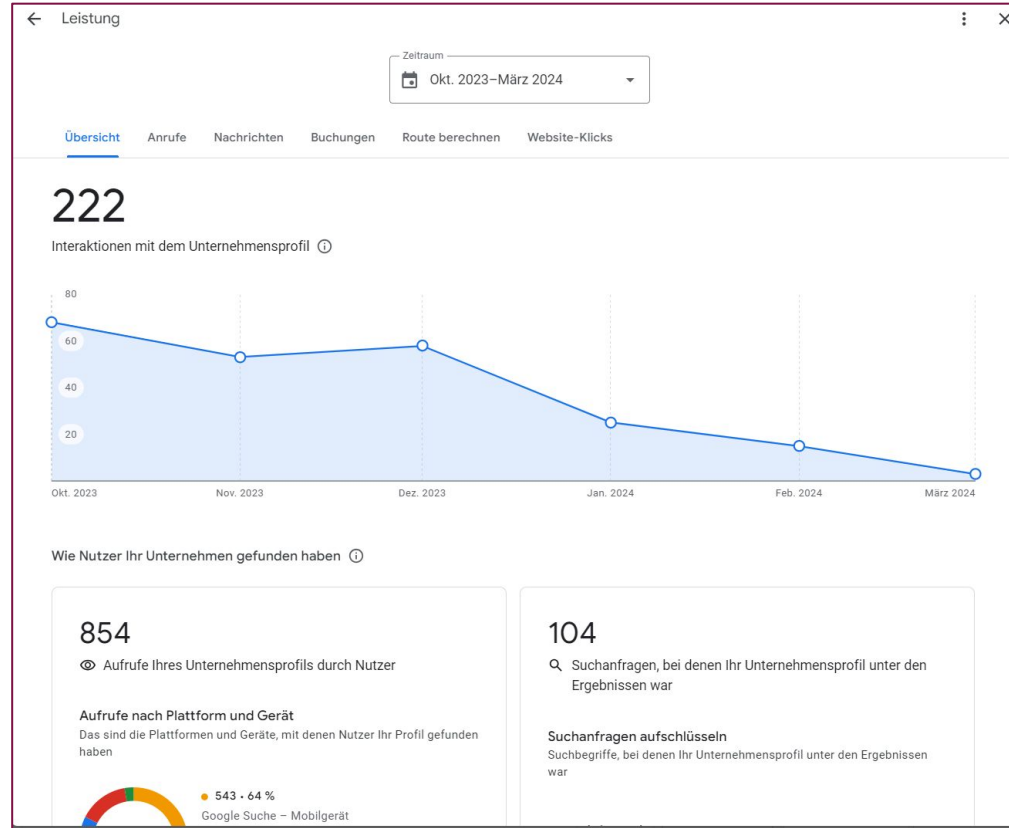 Leistung
Zeitraum
Okt. 2023–März 2024
Übersicht Anrufe Nachrichten Buchungen Route berechnen Website-Klicks
222
Interaktionen mit dem Unternehmensprofil
80
60
40
20
Okt. 2023 Nov. 2023 Dez. 2023 Jan. 2024 Feb. 2024 März 2024
Wie Nutzer Ihr Unternehmen gefunden haben
854
Aufrufe Ihres Unternehmensprofils durch Nutzer
Aufrufe nach Plattform und Gerät
Das sind die Plattformen und Geräte, mit denen Nutzer Ihr Profil gefunden
haben
543 · 64 %
Google Suche – Mobilgerät
104
Suchanfragen, bei denen Ihr Unternehmensprofil unter den
Ergebnissen war
Suchanfragen aufschlüsseln
Suchbegriffe, bei denen Ihr Unternehmensprofil unter den Ergebnissen
war